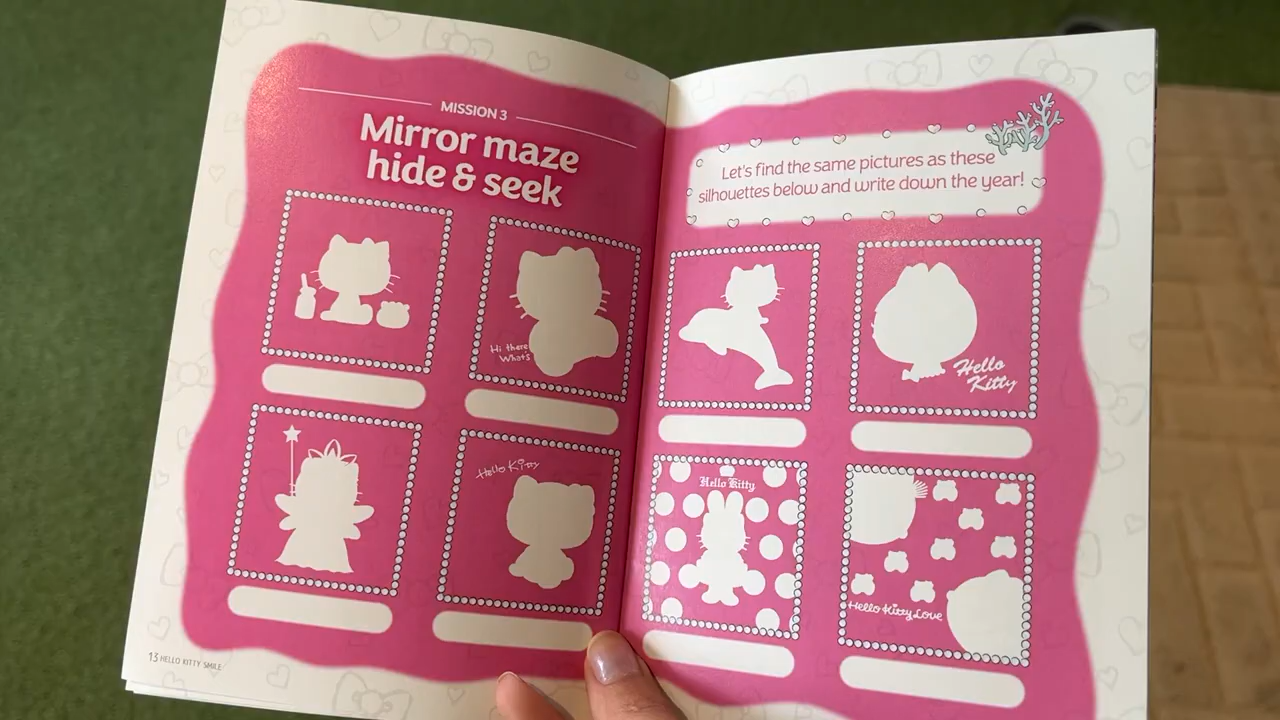 MISSION 3
Mirror maze
hide & seek
Hi there
What's
Hello Kitty
13 HELLO KITTY SMILE
Let's find the same pictures as these
silhouettes below and write down the year!
Hello
Kitty
Hello Kitty
Hello Kitty Love